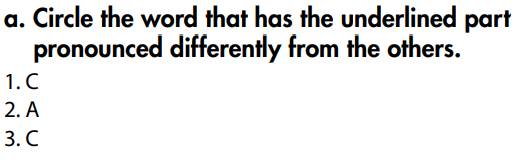 a. Circle the word that has the underlined part
pronounced differently from the others.
1. C
2. A
3. C